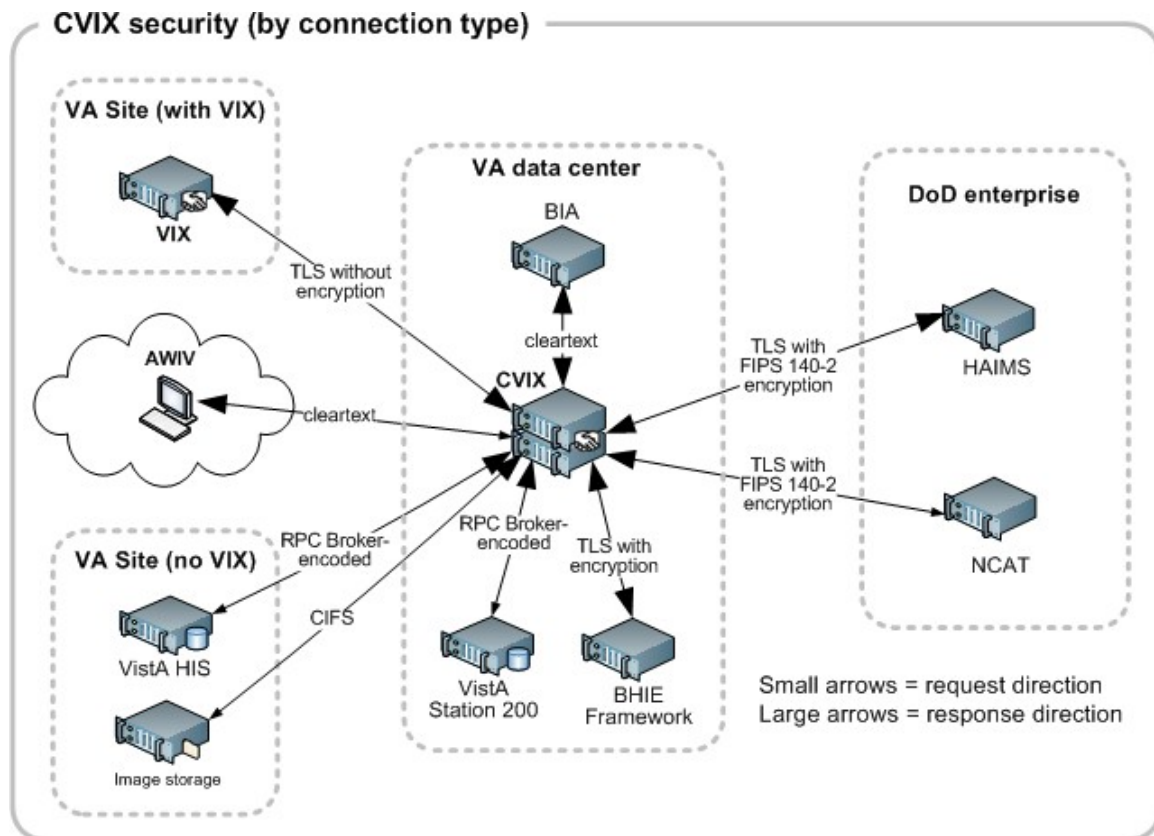 CVIX security (by connection type)
VA Site (with VIX)
VIX
TLS without
encryption
AWIV
cleartext
VA Site (no VIX)
RPC Broker-
encoded
CIFS
VistA HIS
Image storage
VA data center
BIA
cleartext
CVIX
RPC Broker-
encoded
TLS with
encryption
VistA
Station 200
BHIE
Framework
TLS with
FIPS 140-2
encryption
TLS with
FIPS 140-2
encryption
DoD enterprise
HAIMS
NCAT
Small arrows = request direction
Large arrows = response direction